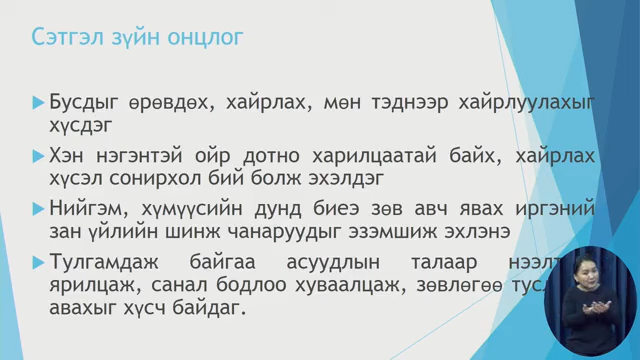 Сэтгэл зүйн онцлог
Бусдыг өрөвдөх, хайрлах, мөн тэднээр хайрлуулахыг
хүсдэг
Хэн нэгэнтэй ойр дотно харилцаатай байх, хайрлах
хүсэл сонирхол бий болж эхэлдэг
Нийгэм, хүмүүсийн дунд биеэ зөв авч явах иргэний
зан үйлийн шинж чанаруудыг эзэмшиж эхлэнэ
Тулгамдаж байгаа асуудлын талаар
ярилцаж, санал бодлоо хуваалцаж, зөвлөгөө
авахыг хүсч байдаг.